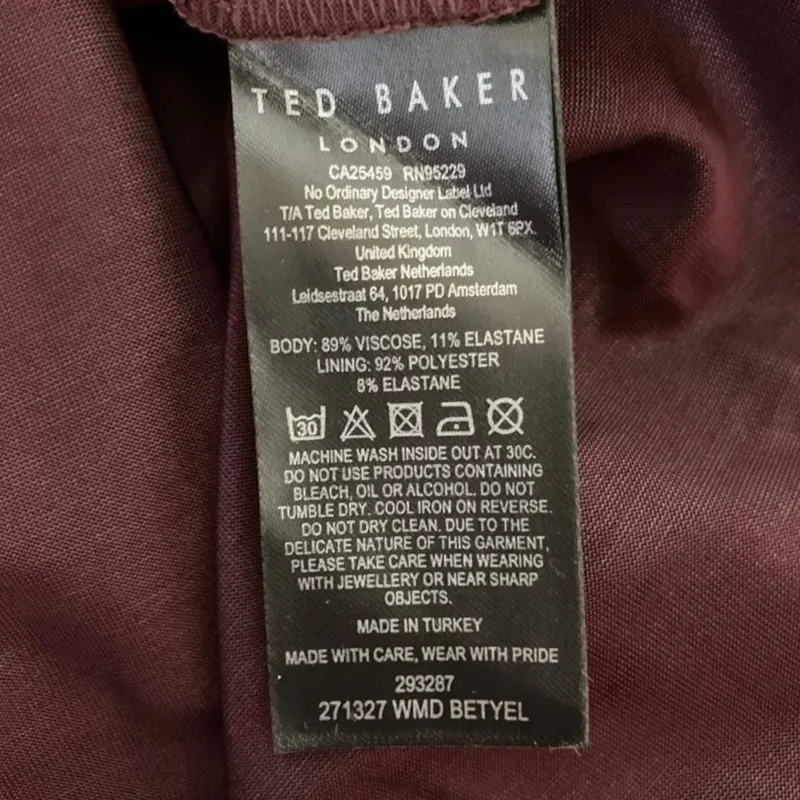 TED BAKER
LONDON
CA25459 RN95229
No Ordinary Designer Label Ltd
T/A Ted Baker, Ted Baker on Cleveland
111-117 Cleveland Street, London, W1T 6PX.
United Kingdom
Ted Baker Netherlands
Leidsestraat 64, 1017 PD Amsterdam
The Netherlands
BODY: 89% VISCOSE, 11% ELASTANE
LINING: 92% POLYESTER
8% ELASTANE
30
MACHINE WASH INSIDE OUT AT 30C.
DO NOT USE PRODUCTS CONTAINING
BLEACH, OIL OR ALCOHOL. DO NOT
TUMBLE DRY. COOL IRON ON REVERSE.
DO NOT DRY CLEAN. DUE TO THE
DELICATE NATURE OF THIS GARMENT,
PLEASE TAKE CARE WHEN WEARING
WITH JEWELLERY OR NEAR SHARP
OBJECTS.
MADE IN TURKEY
MADE WITH CARE, WEAR WITH PRIDE
293287
271327 WMD BETYEL